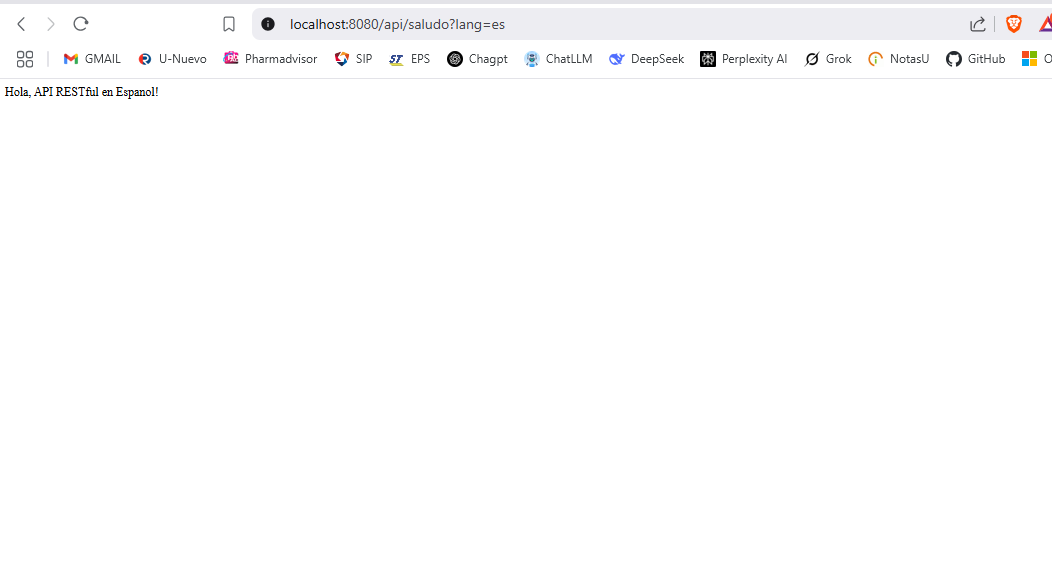 localhost:8080/api/saludo?lang=es
GMAIL U-Nuevo Pharmadvisor SIP EPS Chagpt ChatLLM DeepSeek Perplexity AI Grok NotasU GitHub O
Hola, API RESTful en Espanol!